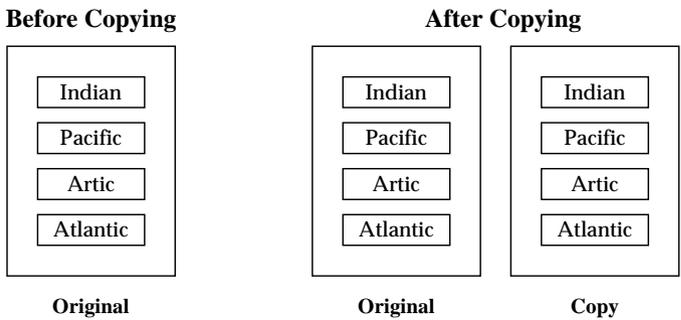 Before Copying
After Copying
Indian
Pacific
Artic
Atlantic
Original
Indian
Pacific
Artic
Atlantic
Original
Indian
Pacific
Artic
Atlantic
Copy